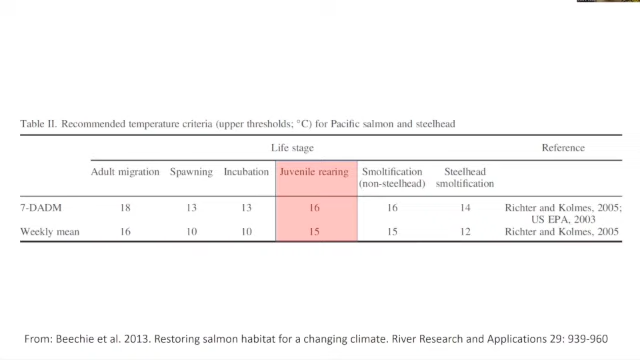 Table II. Recommended temperature criteria (upper thresholds; °C) for Pacific salmon and steelhead
Life stage Reference
Adult migration Spawning Incubation Juvenile rearing Smoltification Steelhead
(non-steelhead) smoltification
7-DADM 18 13 13 16 16 14 Richter and Kolmes, 2005;
US EPA, 2003
Weekly mean 16 10 10 15 15 12 Richter and Kolmes, 2005
From: Beechie et al. 2013. Restoring salmon habitat for a changing climate. River Research and Applications 29: 939-960